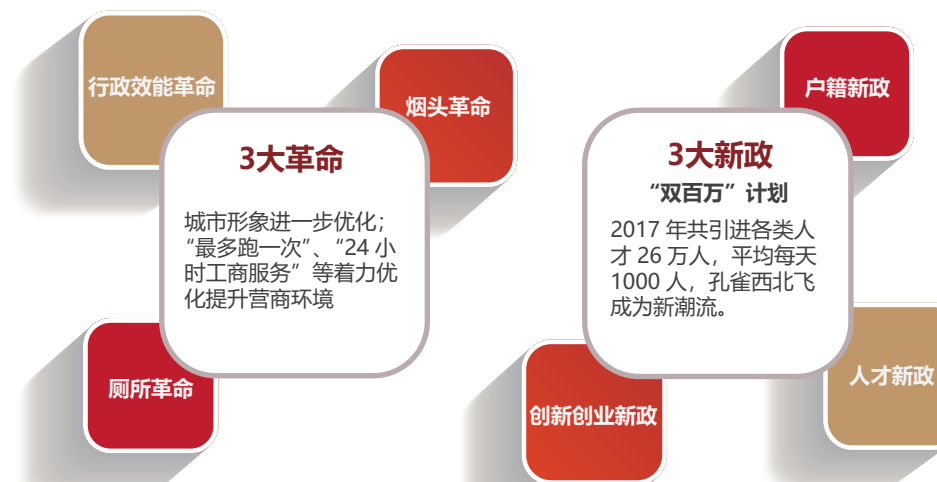 行政效能革命
烟头革命
3大革命
城市形象进一步优化；
“最多跑一次”、“24 小
时工商服务”等着力优
化提升营商环境
厕所革命
户籍新政
3大新政
“双百万”计划
2017 年共引进各类人
才 26 万人，平均每天
1000 人，孔雀西北飞
成为新潮流。
创新创业新政
人才新政